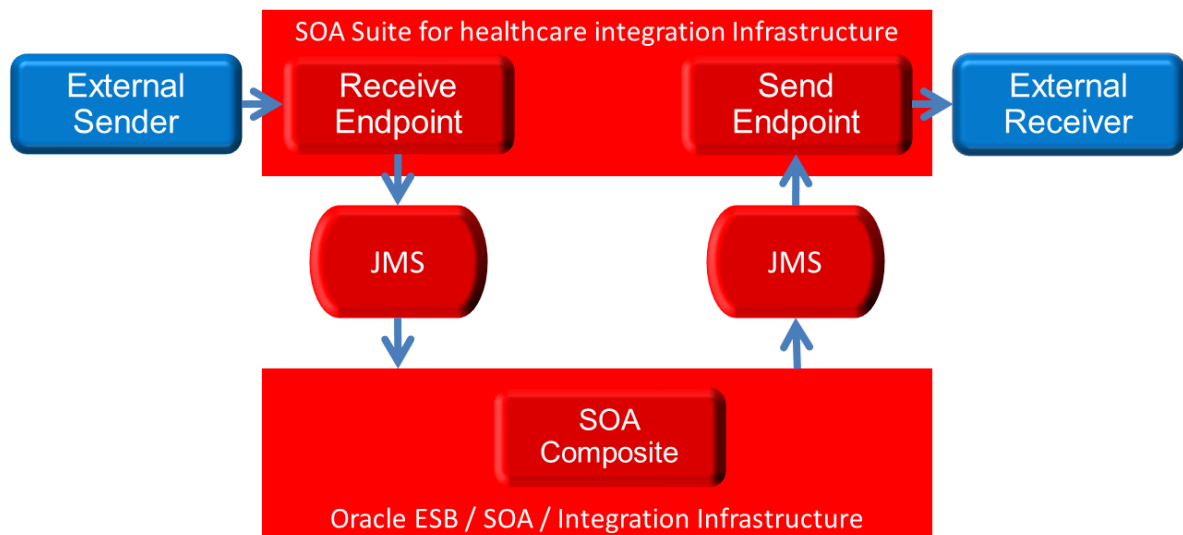 SOA Suite for healthcare integration Infrastructure
External
Sender
Receive
Endpoint
Send
Endpoint
External
Receiver
JMS
JMS
SOA
Composite
Oracle ESB / SOA / Integration Infrastructure